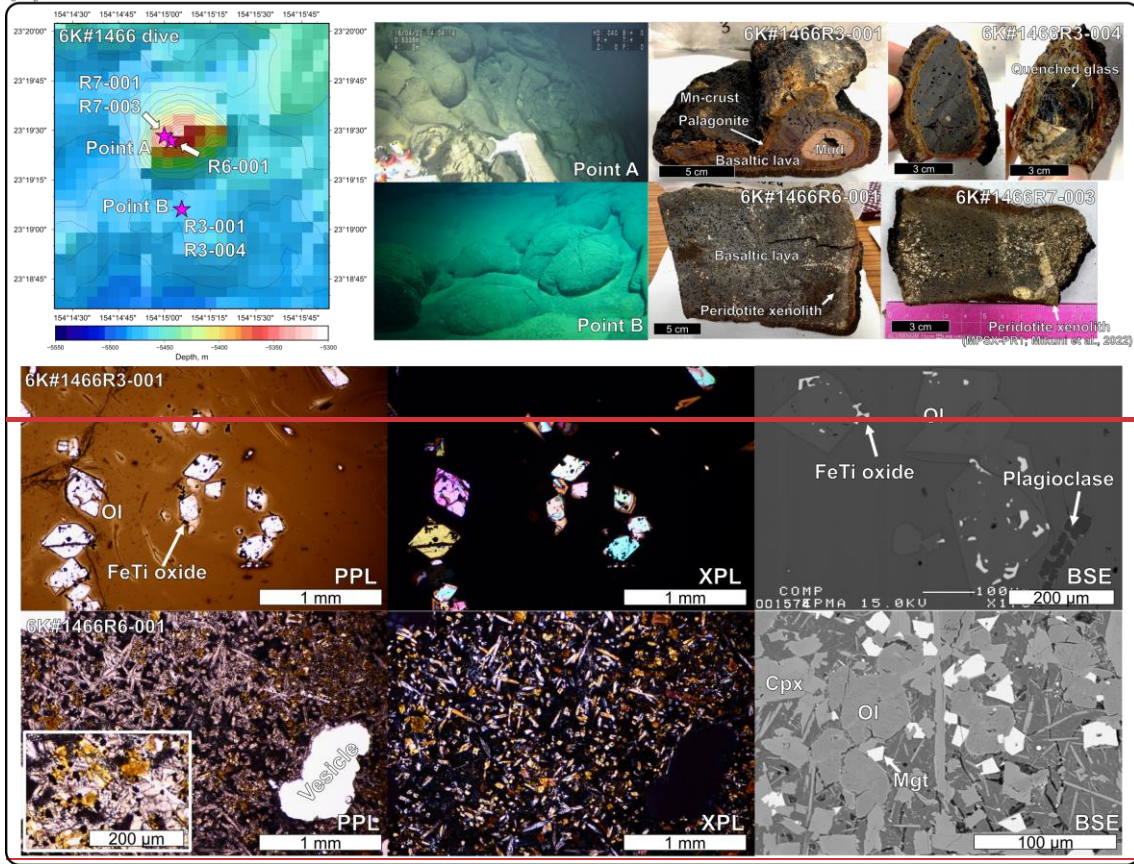 154°14'30" 154°14'45" 154°15'00" 154°15'15" 154°15'30"
6K#1466 dive
23°20'00"
23°19'45"
23°19'30"
23°19'15"
23°19'00"
23°18'45"
R7-001
R7-003
Point A
R6-001
Point B
R3-001
R3-004
154°14'30" 154°14'45" 154°15'00" 154°15'15" 154°15'30"
−5550 −5500 −5450 −5400 −5350 −5300
Depth, m
Point A
Point B
6K#1466R3-001
Mn-crust
Palagonite
Basaltic lava
Mud
5 cm
3 cm
6K#1466R3-004
Quenched glass
3 cm
6K#1466R6-001
Basaltic lava
Peridotite xenolith
5 cm
6K#1466R7-003
3 cm
Peridotite xenolith
(MPSX-PRT; Mikuni et al., 2022)
6K#1466R3-001
Ol
FeTi oxide
PPL
1 mm
XPL
1 mm
Ol
FeTi oxide
Plagioclase
BSE
COMP
15.0KV
200 µm
6K#1466R6-001
Vesicle
200 µm
PPL
1 mm
XPL
1 mm
Cpx
Ol
Mgt
BSE
100 µm